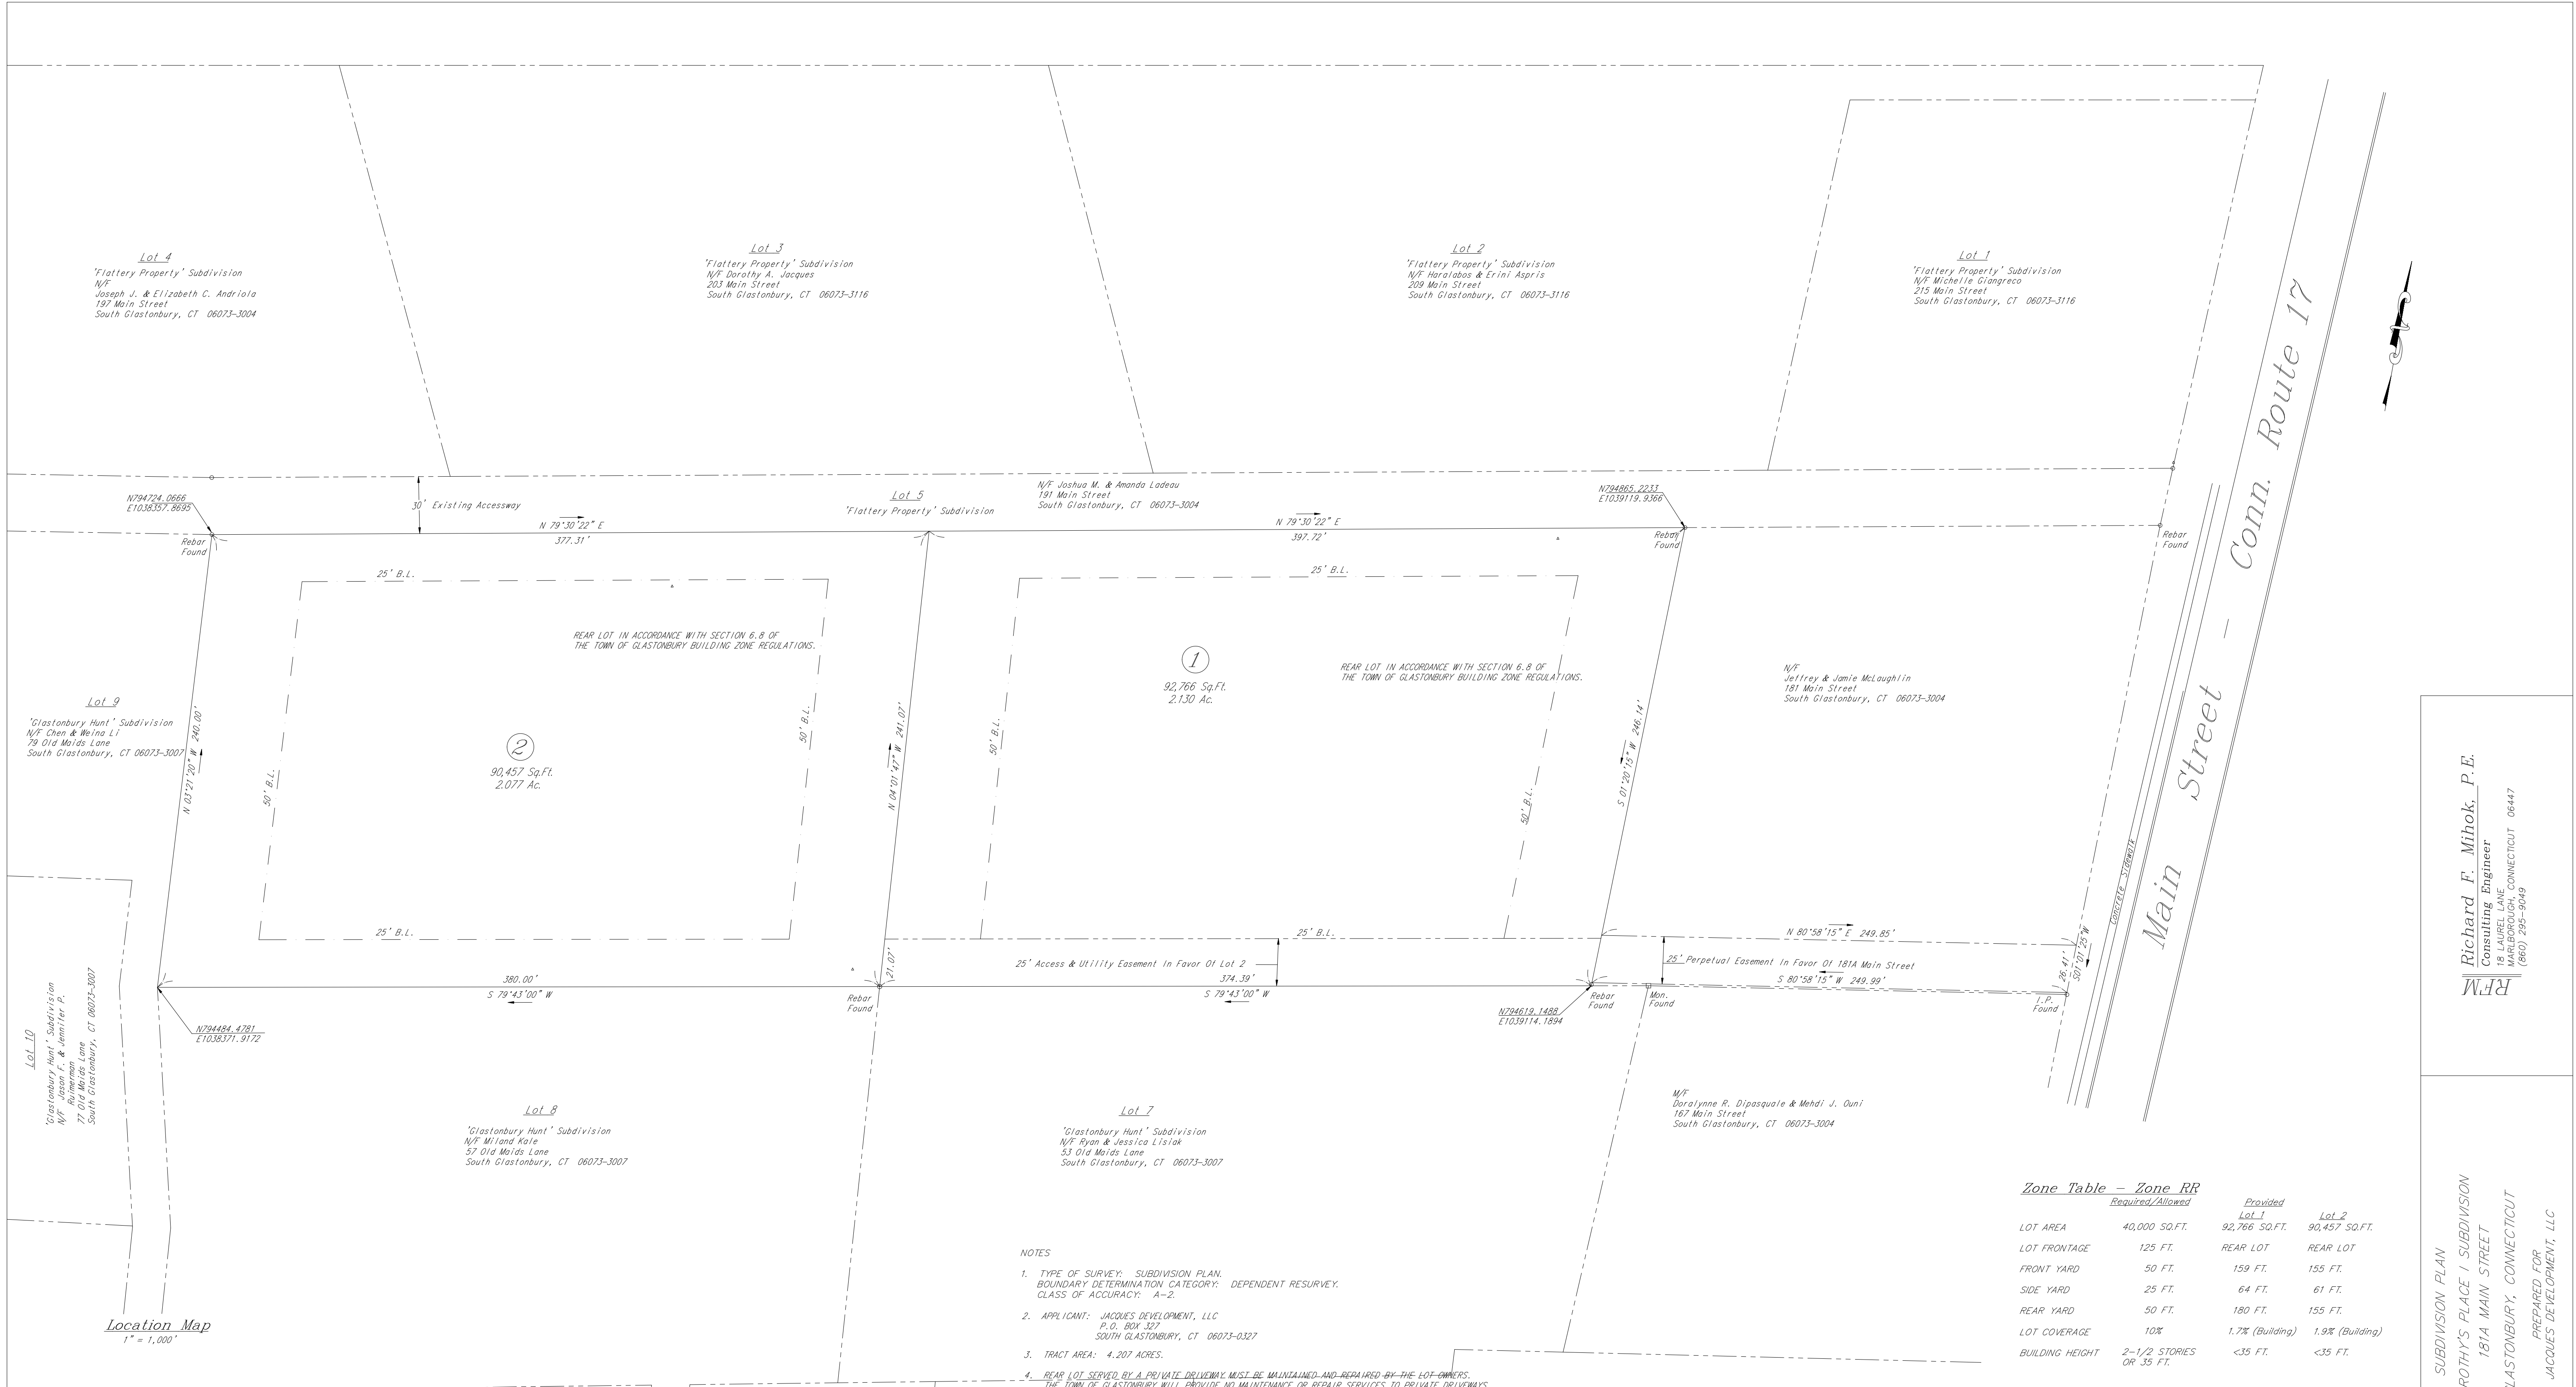 Lot 4
'Flattery Property' Subdivision
N/F
Joseph J. & Elizabeth C. Andriola
197 Main Street
South Glastonbury, CT 06073-3004
Lot 3
'Flattery Property' Subdivision
N/F Dorothy A. Jacques
203 Main Street
South Glastonbury, CT 06073-3116
Lot 2
'Flattery Property' Subdivision
N/F Haralabos & Erini Aspris
209 Main Street
South Glastonbury, CT 06073-3116
Lot 1
'Flattery Property' Subdivision
N/F Michelle Giangreco
215 Main Street
South Glastonbury, CT 06073-3116
Main Street - Conn. Route 17
N794724.0666
E1038357.8695
30' Existing Accessway
Lot 5
'Flattery Property' Subdivision
N/F Joshua M. & Amanda Ladeau
191 Main Street
South Glastonbury, CT 06073-3004
N794865.2233
E1039119.9366
Rebar
Found
N 79°30'22" E
377.31'
N 79°30'22" E
397.72'
Rebar
Found
Rebar
Found
25' B.L.
25' B.L.
REAR LOT IN ACCORDANCE WITH SECTION 6.8 OF
THE TOWN OF GLASTONBURY BUILDING ZONE REGULATIONS.
1
92,766 Sq.Ft.
2.130 Ac.
REAR LOT IN ACCORDANCE WITH SECTION 6.8 OF
THE TOWN OF GLASTONBURY BUILDING ZONE REGULATIONS.
N/F
Jeffrey & Jamie McLaughlin
181 Main Street
South Glastonbury, CT 06073-3004
Lot 9
'Glastonbury Hunt' Subdivision
N/F Chen & Weina Li
79 Old Maids Lane
South Glastonbury, CT 06073-3007
N 03°21'20" W 240.00'
50' B.L.
2
90,457 Sq.Ft.
2.077 Ac.
50' B.L.
N 04°01'47" W 241.07'
50' B.L.
50' B.L.
S 01°20'15" W 246.14'
Concrete Sidewalk
25' B.L.
25' B.L.
N 80°58'15" E 249.85'
25' Access & Utility Easement In Favor Of Lot 2
25' Perpetual Easement In Favor Of 181A Main Street
21.07'
26.41'
S01°01'25"W
380.00'
S 79°43'00" W
374.39'
S 79°43'00" W
S 80°58'15" W 249.99'
Rebar
Found
Rebar
Found
Mon.
Found
I.P.
Found
N794484.4781
E1038371.9172
N794619.1488
E1039114.1894
Lot 10
'Glastonbury Hunt' Subdivision
N/F Jason F. & Jennifer P.
Ruimerman
77 Old Maids Lane
South Glastonbury, CT 06073-3007
Lot 8
'Glastonbury Hunt' Subdivision
N/F Miland Kale
57 Old Maids Lane
South Glastonbury, CT 06073-3007
Lot 7
'Glastonbury Hunt' Subdivision
N/F Ryan & Jessica Lisiak
53 Old Maids Lane
South Glastonbury, CT 06073-3007
M/F
Doralynne R. Dipasquale & Mehdi J. Ouni
167 Main Street
South Glastonbury, CT 06073-3004
Location Map
1" = 1,000'
NOTES
1. TYPE OF SURVEY: SUBDIVISION PLAN.
BOUNDARY DETERMINATION CATEGORY: DEPENDENT RESURVEY.
CLASS OF ACCURACY: A-2.
2. APPLICANT: JACQUES DEVELOPMENT, LLC
P.O. BOX 327
SOUTH GLASTONBURY, CT 06073-0327
3. TRACT AREA: 4.207 ACRES.
4. REAR LOT SERVED BY A PRIVATE DRIVEWAY MUST BE MAINTAINED AND REPAIRED BY THE LOT OWNERS.
THE TOWN OF GLASTONBURY WILL PROVIDE NO MAINTENANCE OR REPAIR SERVICES TO PRIVATE DRIVEWAYS
Zone Table - Zone RR
Required/Allowed Provided
Lot 1 Lot 2
LOT AREA 40,000 SQ.FT. 92,766 SQ.FT. 90,457 SQ.FT.
LOT FRONTAGE 125 FT. REAR LOT REAR LOT
FRONT YARD 50 FT. 159 FT. 155 FT.
SIDE YARD 25 FT. 64 FT. 61 FT.
REAR YARD 50 FT. 180 FT. 155 FT.
LOT COVERAGE 10% 1.7% (Building) 1.9% (Building)
BUILDING HEIGHT 2-1/2 STORIES <35 FT. <35 FT.
OR 35 FT.
RFM
Richard F. Mihok, P.E.
Consulting Engineer
18 LAUREL LANE
MARLBOROUGH, CONNECTICUT 06447
(860) 295-9049
SUBDIVISION PLAN
ROTHY'S PLACE I SUBDIVISION
181A MAIN STREET
LASTONBURY, CONNECTICUT
PREPARED FOR
JACQUES DEVELOPMENT, LLC